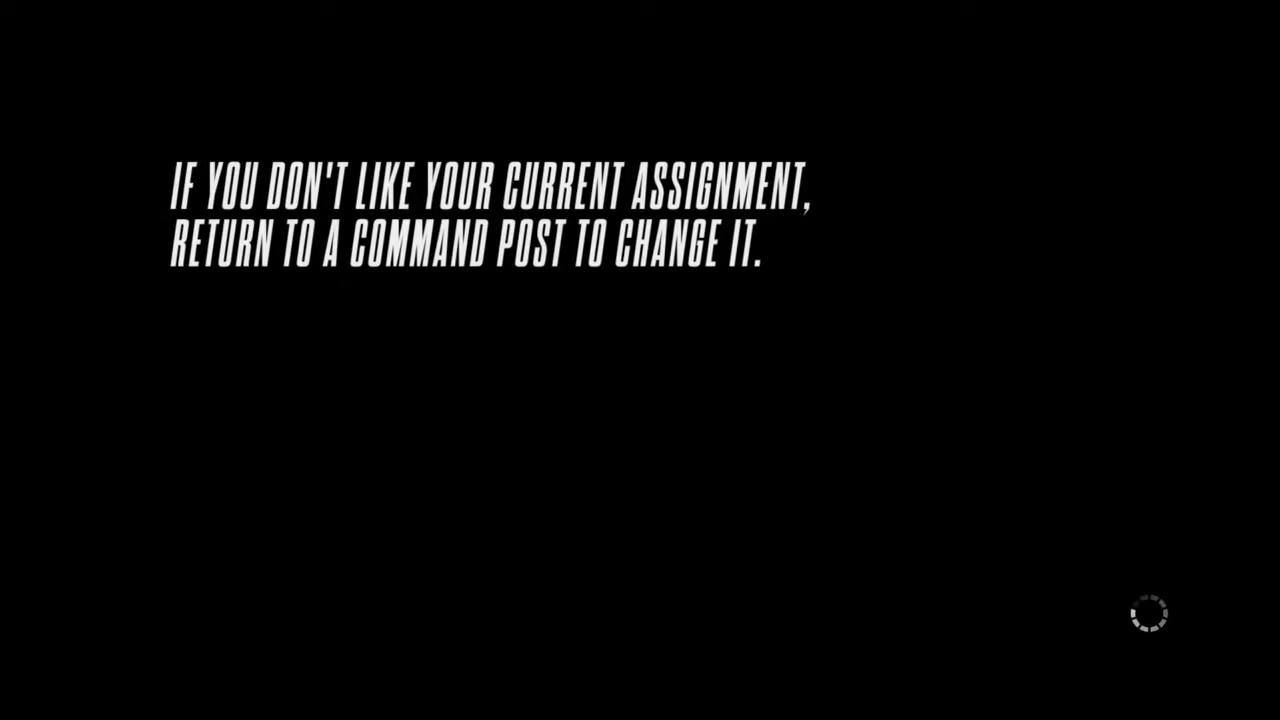 IF YOU DON'T LIKE YOUR CURRENT ASSIGNMENT,
RETURN TO A COMMAND POST TO CHANGE IT.